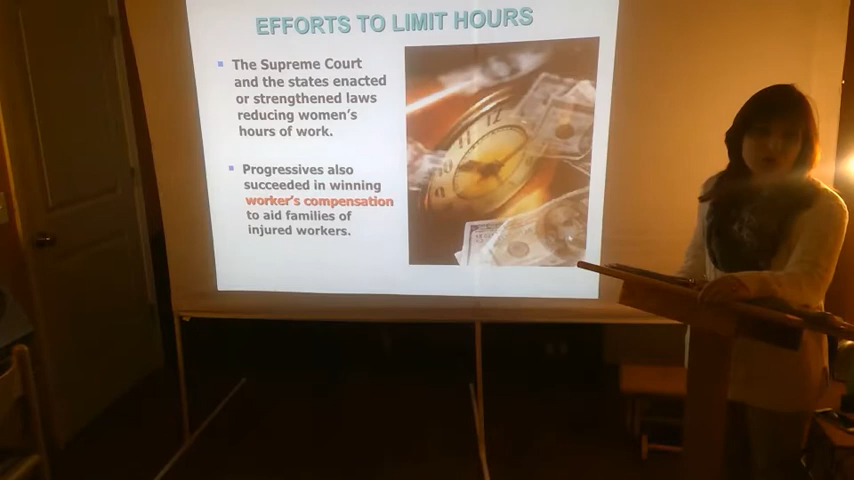 EFFORTS TO LIMIT HOURS
The Supreme Court
and the states enacted
or strengthened laws
reducing women's
hours of work.
Progressives also
succeeded in winning
worker's compensation
to aid families of
injured workers.
12